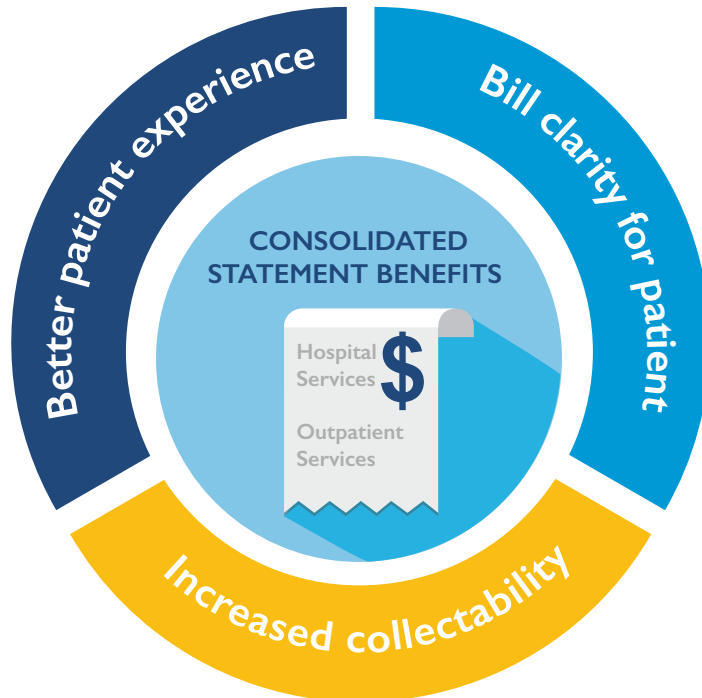 Better patient experience
Bill clarity for patient
CONSOLIDATED
STATEMENT BENEFITS
Hospital
Services
$
Outpatient
Services
Increased collectability